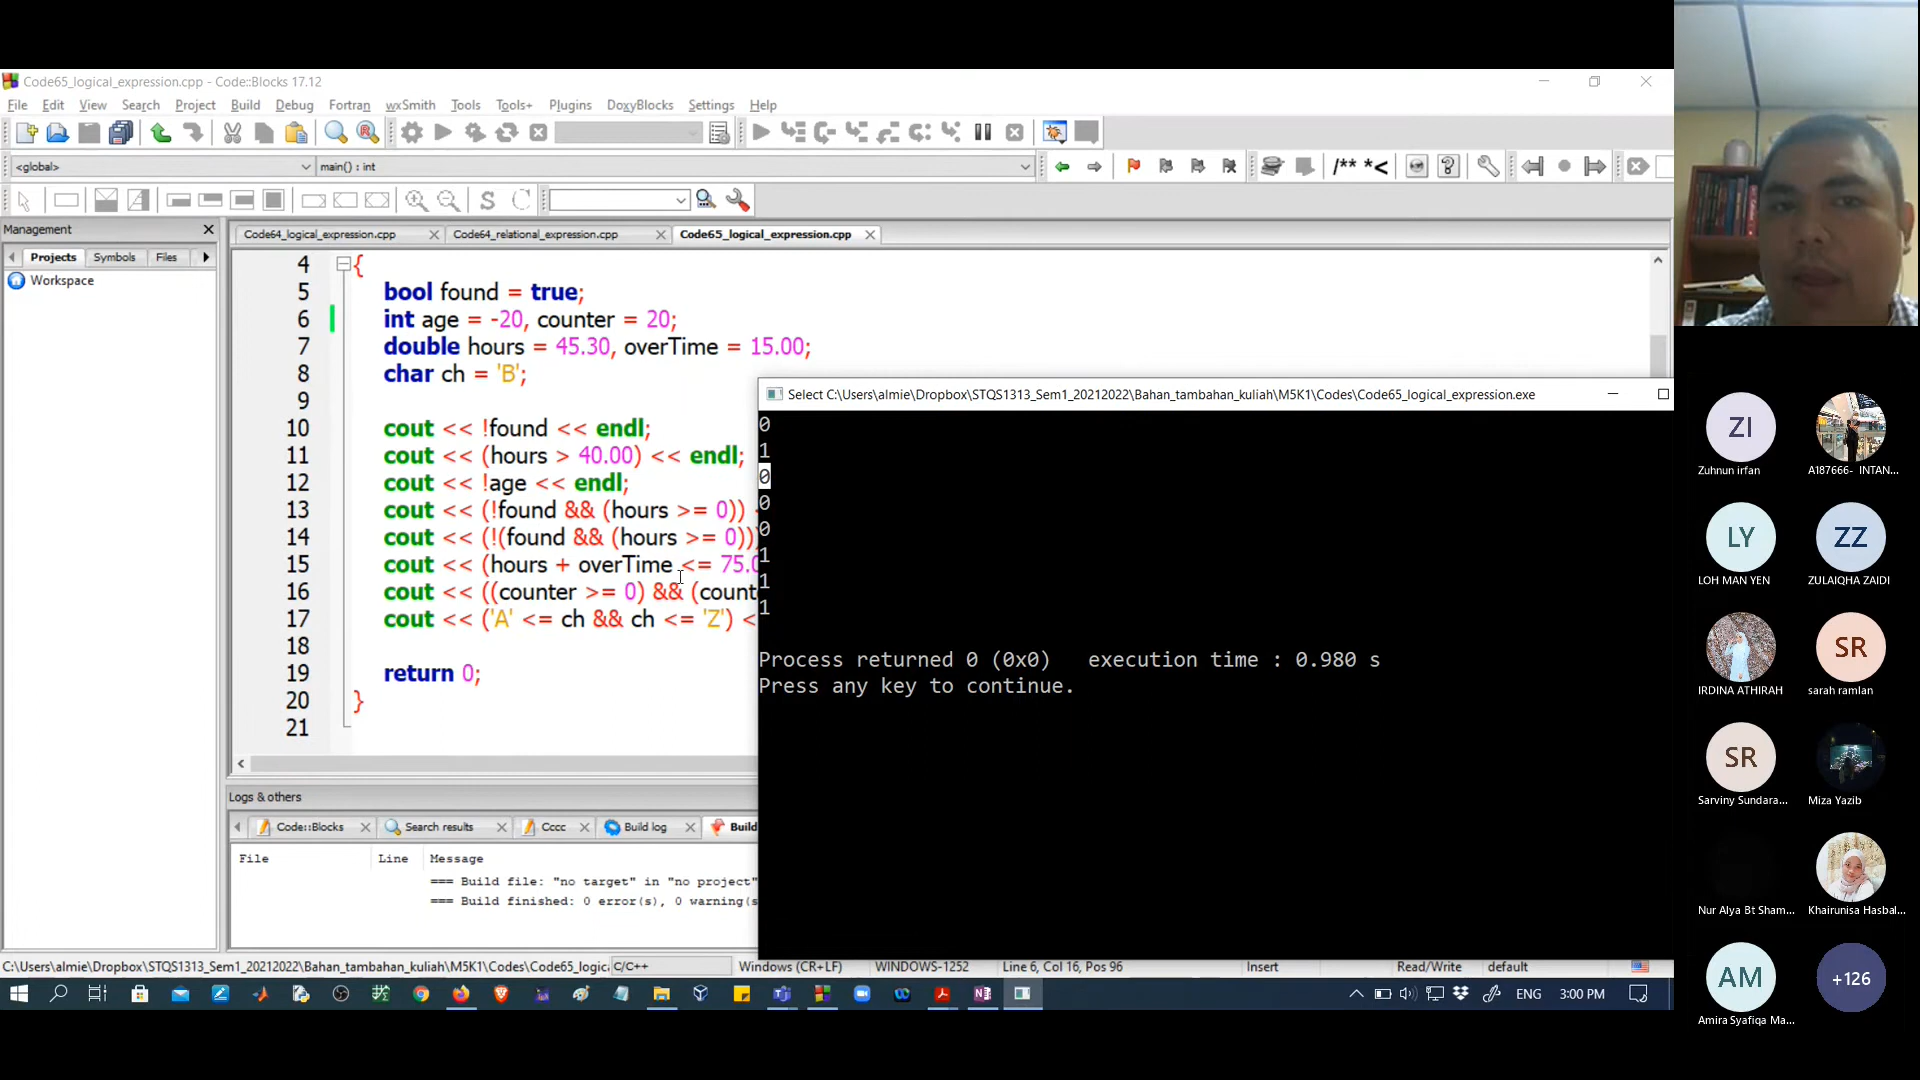 Code65_logical_expression.cpp - Code::Blocks 17.12
File Edit View Search Project Build Debug Fortran wxSmith Tools Tools+ Plugins DoxyBlocks Settings Help
<global> main() : int
/** *<
S
Management
Code64_logical_expression.cpp Code64_relational_expression.cpp Code65_logical_expression.cpp
Projects Symbols Files
Workspace
4 {
5 bool found = true;
6 int age = -20, counter = 20;
7 double hours = 45.30, overTime = 15.00;
8 char ch = 'B';
9
10 cout << !found << endl;
11 cout << (hours > 40.00) << endl;
12 cout << !age << endl;
13 cout << (!found && (hours >= 0))
14 cout << (!(found && (hours >= 0))
15 cout << (hours + overTime <= 75.0
16 cout << ((counter >= 0) && (count
17 cout << ('A' <= ch && ch <= 'Z') <
18
19 return 0;
20 }
21
Select C:\Users\almie\Dropbox\STQS1313_Sem1_20212022\Bahan_tambahan_kuliah\M5K1\Codes\Code65_logical_expression.exe
0
1
0
0
0
1
1
1
Process returned 0 (0x0) execution time : 0.980 s
Press any key to continue.
Logs & others
Code::Blocks Search results Cccc Build log Build
File Line Message
=== Build file: "no target" in "no project"
=== Build finished: 0 error(s), 0 warning(s
C:\Users\almie\Dropbox\STQS1313_Sem1_20212022\Bahan_tambahan_kuliah\M5K1\Codes\Code65_logic C/C++ Windows (CR+LF) WINDOWS-1252 Line 6, Col 16, Pos 96 Insert Read/Write default
ENG 3:00 PM
ZI
Zuhnun irfan
A187666- INTAN...
LY
LOH MAN YEN
ZZ
ZULAIQHA ZAIDI
IRDINA ATHIRAH
SR
sarah ramlan
SR
Sarviny Sundara...
Miza Yazib
Nur Alya Bt Sham...
Khairunisa Hasbal...
AM
Amira Syafiqa Ma...
+126